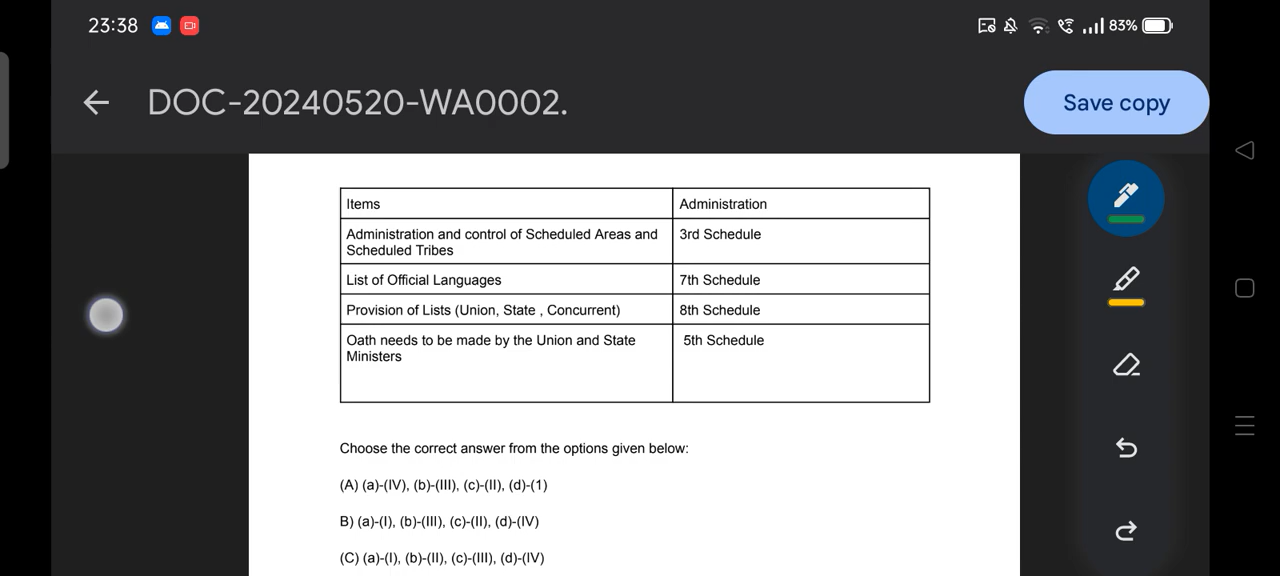 23:38
83%
DOC-20240520-WA0002.
Save copy
Items
Administration
Administration and control of Scheduled Areas and
Scheduled Tribes
3rd Schedule
List of Official Languages
7th Schedule
Provision of Lists (Union, State , Concurrent)
8th Schedule
Oath needs to be made by the Union and State
Ministers
5th Schedule
Choose the correct answer from the options given below:
(A) (a)-(IV), (b)-(III), (c)-(II), (d)-(1)
B) (a)-(I), (b)-(III), (c)-(II), (d)-(IV)
(C) (a)-(I), (b)-(II), (c)-(III), (d)-(IV)